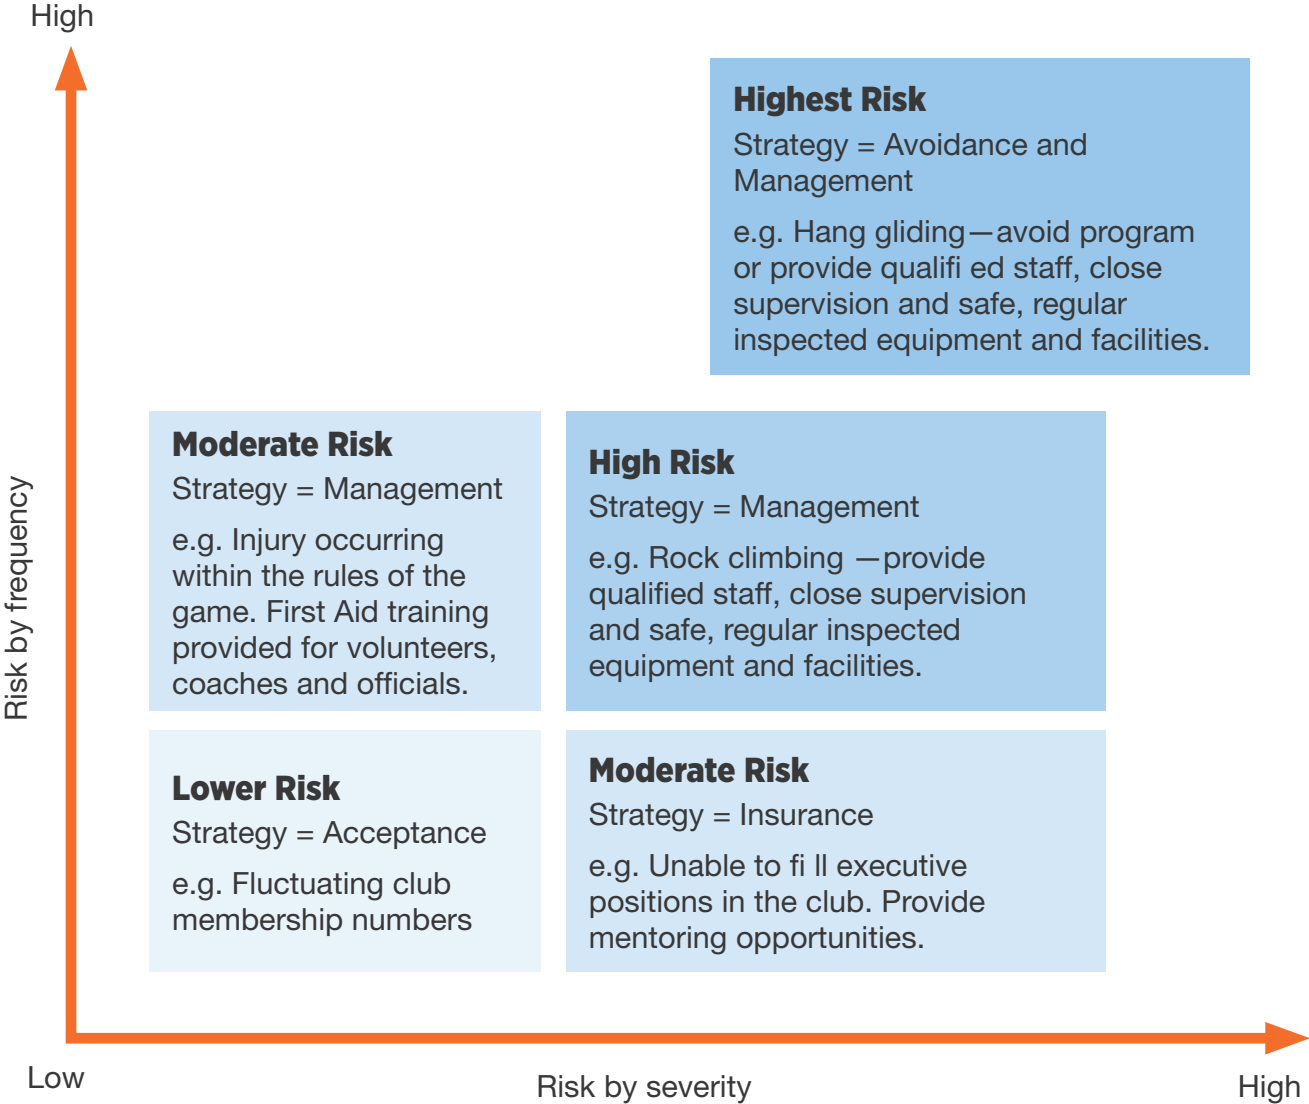 High
Highest Risk
Strategy = Avoidance and
Management
e.g. Hang gliding—avoid program
or provide qualifi ed staff, close
supervision and safe, regular
inspected equipment and facilities.
Moderate Risk
Strategy = Management
e.g. Injury occurring
within the rules of the
game. First Aid training
provided for volunteers,
coaches and officials.
High Risk
Strategy = Management
e.g. Rock climbing —provide
qualified staff, close supervision
and safe, regular inspected
equipment and facilities.
Risk by frequency
Lower Risk
Strategy = Acceptance
e.g. Fluctuating club
membership numbers
Moderate Risk
Strategy = Insurance
e.g. Unable to fi ll executive
positions in the club. Provide
mentoring opportunities.
Low
Risk by severity
High